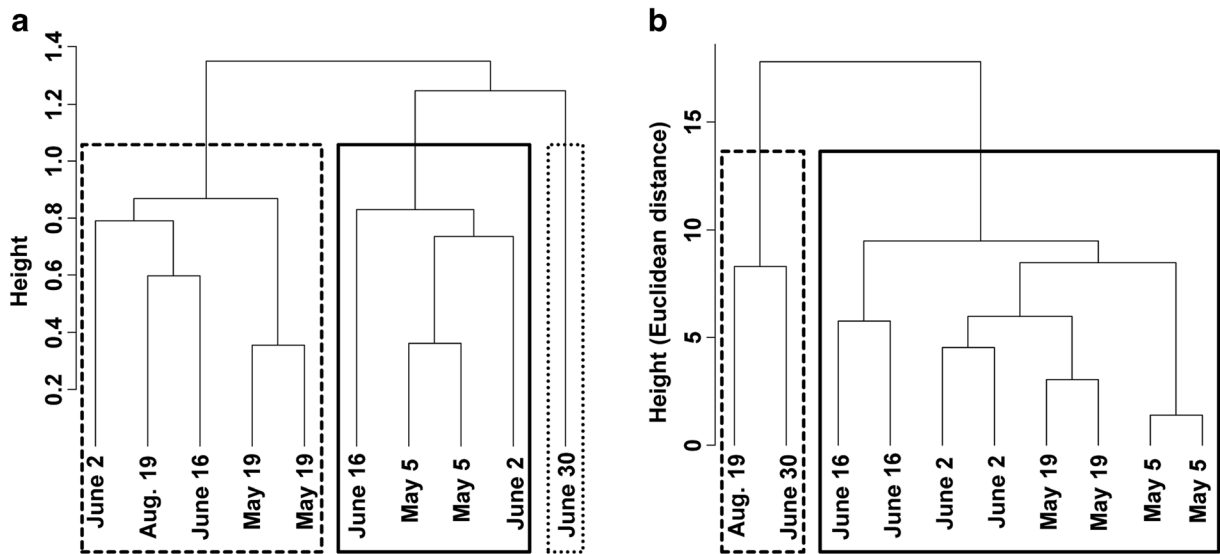 a
Height
1.4
1.2
1.0
0.8
0.6
0.4
0.2
June 2
Aug. 19
June 16
May 19
May 19
June 16
May 5
May 5
June 2
June 30
b
Height (Euclidean distance)
15
10
5
0
Aug. 19
June 30
June 16
June 16
June 2
June 2
May 19
May 19
May 5
May 5